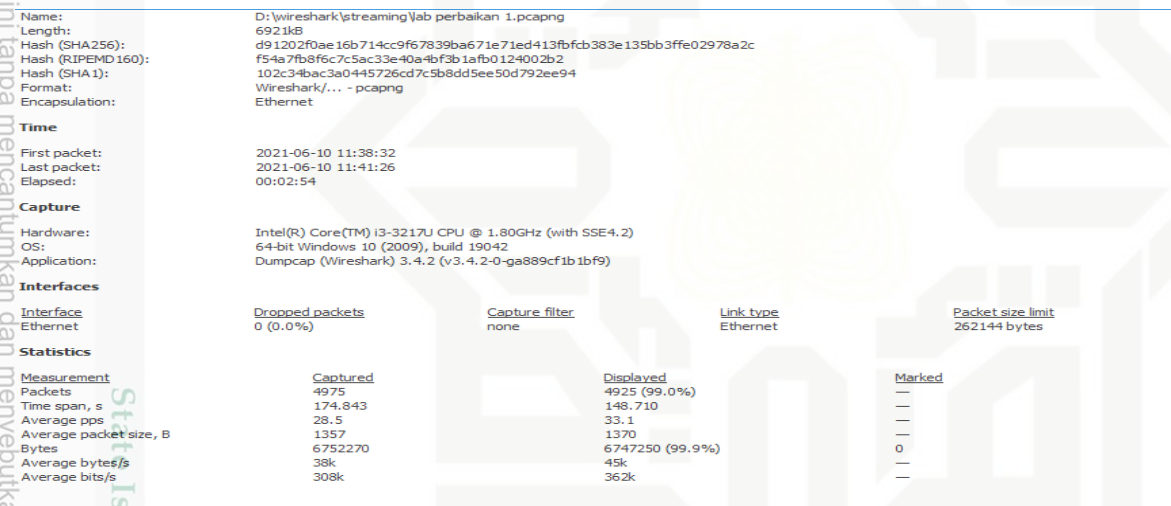 Name: D:\wireshark\streaming\lab perbaikan 1.pcapng
Length: 6921kB
Hash (SHA256): d91202f0ae16b714cc9f67839ba671e71ed413fbfcb383e135bb3ffe02978a2c
Hash (RIPEMD160): f54a7fb8f6c7c5ac33e40a4bf3b1afb0124002b2
Hash (SHA1): 102c34bac3a0445726cd7c5b8dd5ee50d792ee94
Format: Wireshark/... - pcapng
Encapsulation: Ethernet
Time
First packet: 2021-06-10 11:38:32
Last packet: 2021-06-10 11:41:26
Elapsed: 00:02:54
Capture
Hardware: Intel(R) Core(TM) i3-3217U CPU @ 1.80GHz (with SSE4.2)
OS: 64-bit Windows 10 (2009), build 19042
Application: Dumpcap (Wireshark) 3.4.2 (v3.4.2-0-ga889cf1b1bf9)
Interfaces
Interface Dropped packets Capture filter Link type Packet size limit
Ethernet 0 (0.0%) none Ethernet 262144 bytes
Statistics
Measurement Captured Displayed Marked
Packets 4975 4925 (99.0%) —
Time span, s 174.843 148.710 —
Average pps 28.5 33.1 —
Average packet size, B 1357 1370 —
Bytes 6752270 6747250 (99.9%) 0
Average bytes/s 38k 45k —
Average bits/s 308k 362k —
ini tanpa mencantumkan dan menyebutka
State Is